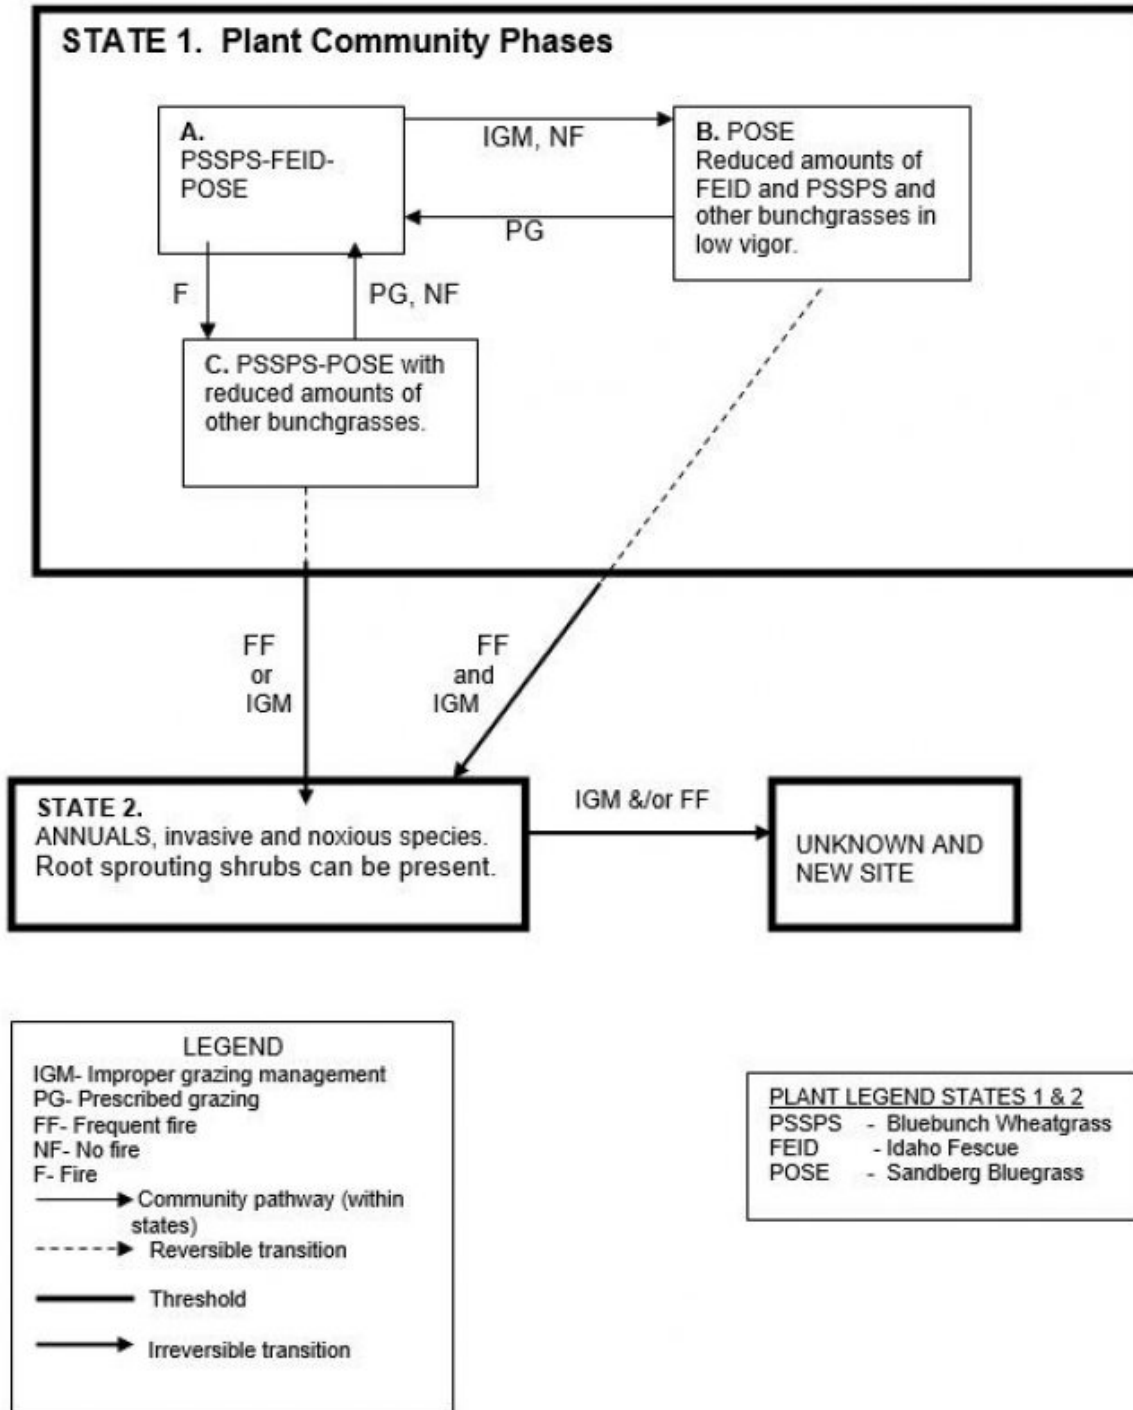 STATE 1. Plant Community Phases
A.
PSSPS-FEID-
POSE
IGM, NF
B. POSE
Reduced amounts of
FEID and PSSPS and
other bunchgrasses in
low vigor.
PG
F
PG, NF
C. PSSPS-POSE with
reduced amounts of
other bunchgrasses.
FF
or
IGM
FF
and
IGM
STATE 2.
ANNUALS, invasive and noxious species.
Root sprouting shrubs can be present.
IGM &/or FF
UNKNOWN AND
NEW SITE
LEGEND
IGM- Improper grazing management
PG- Prescribed grazing
FF- Frequent fire
NF- No fire
F- Fire
Community pathway (within
states)
Reversible transition
Threshold
Irreversible transition
PLANT LEGEND STATES 1 & 2
PSSPS - Bluebunch Wheatgrass
FEID - Idaho Fescue
POSE - Sandberg Bluegrass